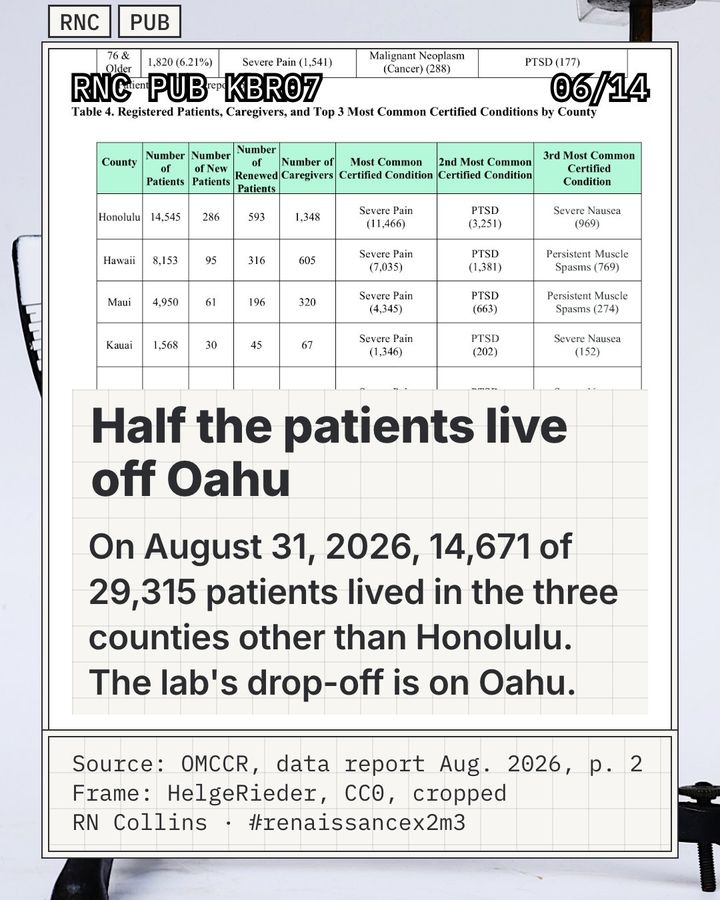 RNC PUB
76 & Older 1,820 (6.21%) Severe Pain (1,541) Malignant Neoplasm (Cancer) (288) PTSD (177)
RNC PUB KBR07 06/14
Table 4. Registered Patients, Caregivers, and Top 3 Most Common Certified Conditions by County
County Number of Patients Number of New Patients Number of Renewed Patients Number of Caregivers Most Common Certified Condition 2nd Most Common Certified Condition 3rd Most Common Certified Condition
Honolulu 14,545 286 593 1,348 Severe Pain (11,466) PTSD (3,251) Severe Nausea (969)
Hawaii 8,153 95 316 605 Severe Pain (7,035) PTSD (1,381) Persistent Muscle Spasms (769)
Maui 4,950 61 196 320 Severe Pain (4,345) PTSD (663) Persistent Muscle Spasms (274)
Kauai 1,568 30 45 67 Severe Pain (1,346) PTSD (202) Severe Nausea (152)
Half the patients live
off Oahu
On August 31, 2026, 14,671 of
29,315 patients lived in the three
counties other than Honolulu.
The lab's drop-off is on Oahu.
Source: OMCCR, data report Aug. 2026, p. 2
Frame: HelgeRieder, CC0, cropped
RN Collins · #renaissancex2m3